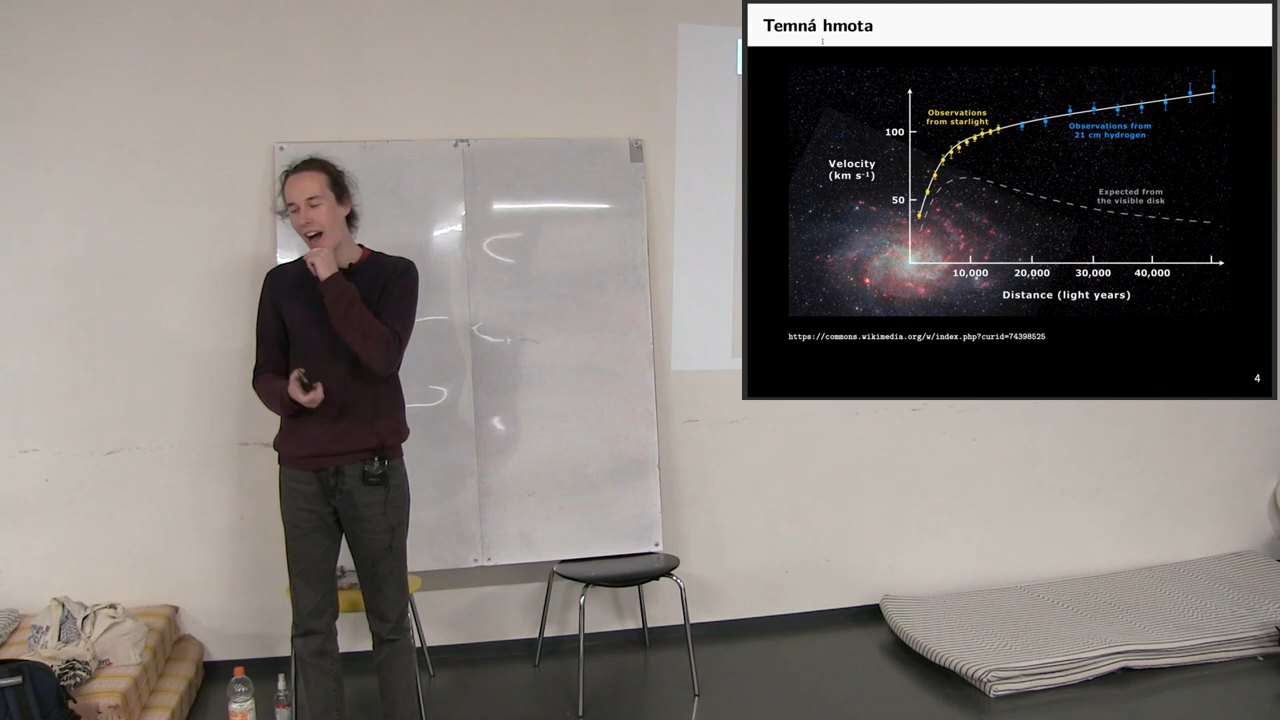 Temná hmota
Observations
from starlight
100
Observations from
21 cm hydrogen
Velocity
(km s⁻¹)
50
Expected from
the visible disk
10,000
20,000
30,000
40,000
Distance (light years)
https://commons.wikimedia.org/w/index.php?curid=74398525
4